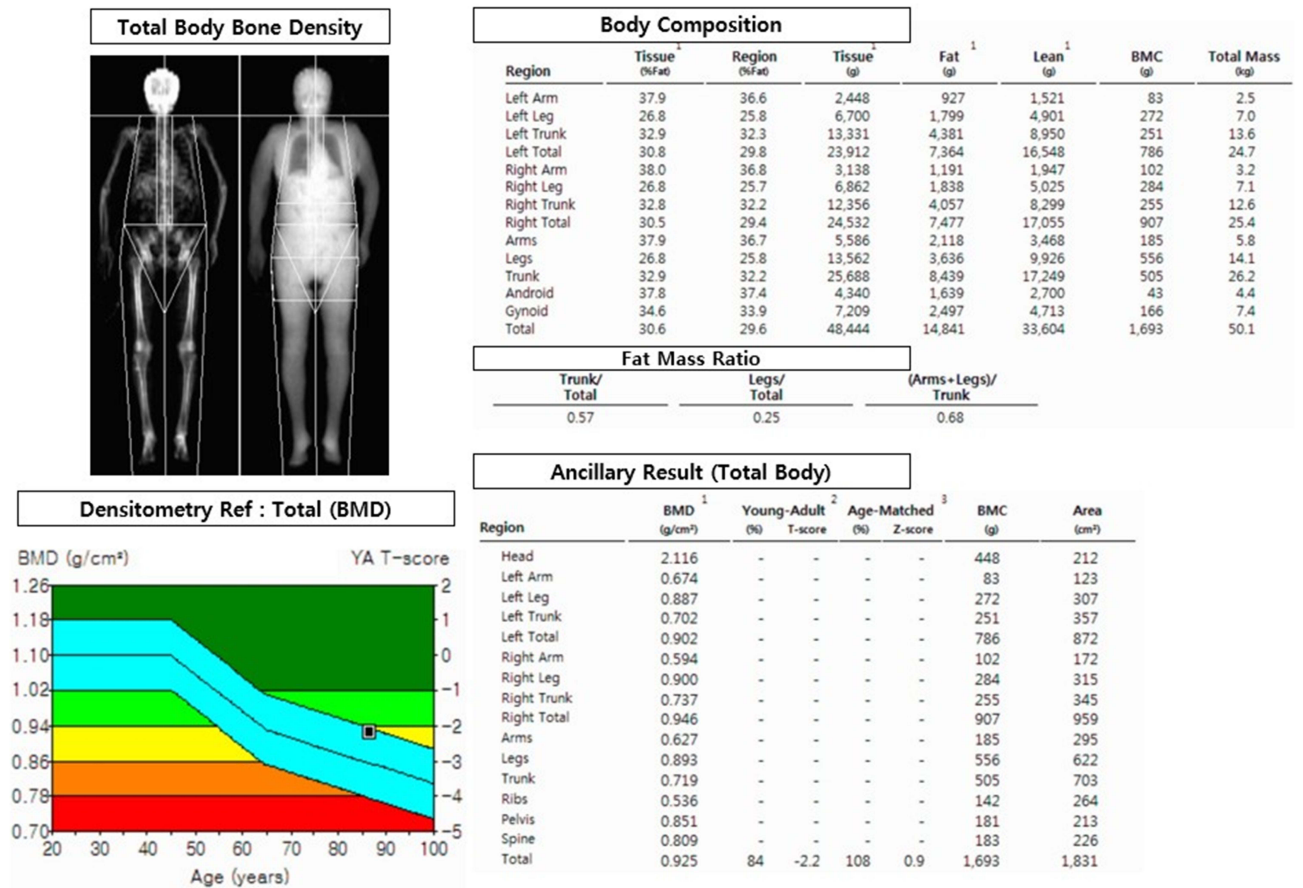 Total Body Bone Density
Body Composition
Region Tissue¹ (%Fat) Region (%Fat) Tissue¹ (g) Fat¹ (g) Lean¹ (g) BMC (g) Total Mass (kg)
Left Arm 37.9 36.6 2,448 927 1,521 83 2.5
Left Leg 26.8 25.8 6,700 1,799 4,901 272 7.0
Left Trunk 32.9 32.3 13,331 4,381 8,950 251 13.6
Left Total 30.8 29.8 23,912 7,364 16,548 786 24.7
Right Arm 38.0 36.8 3,138 1,191 1,947 102 3.2
Right Leg 26.8 25.7 6,862 1,838 5,025 284 7.1
Right Trunk 32.8 32.2 12,356 4,057 8,299 255 12.6
Right Total 30.5 29.4 24,532 7,477 17,055 907 25.4
Arms 37.9 36.7 5,586 2,118 3,468 185 5.8
Legs 26.8 25.8 13,562 3,636 9,926 556 14.1
Trunk 32.9 32.2 25,688 8,439 17,249 505 26.2
Android 37.8 37.4 4,340 1,639 2,700 43 4.4
Gynoid 34.6 33.9 7,209 2,497 4,713 166 7.4
Total 30.6 29.6 48,444 14,841 33,604 1,693 50.1
Fat Mass Ratio
Trunk/ Legs/ (Arms+Legs)/
Total Total Trunk
0.57 0.25 0.68
Densitometry Ref : Total (BMD)
BMD (g/cm²) YA T-score
1.26 2
1.18 1
1.10 0
1.02 -1
0.94 -2
0.86 -3
0.78 -4
0.70 -5
20 30 40 50 60 70 80 90 100
Age (years)
Ancillary Result (Total Body)
BMD¹ Young-Adult² Age-Matched³ BMC Area
Region (g/cm²) (%) T-score (%) Z-score (g) (cm²)
Head 2.116 - - - - 448 212
Left Arm 0.674 - - - - 83 123
Left Leg 0.887 - - - - 272 307
Left Trunk 0.702 - - - - 251 357
Left Total 0.902 - - - - 786 872
Right Arm 0.594 - - - - 102 172
Right Leg 0.900 - - - - 284 315
Right Trunk 0.737 - - - - 255 345
Right Total 0.946 - - - - 907 959
Arms 0.627 - - - - 185 295
Legs 0.893 - - - - 556 622
Trunk 0.719 - - - - 505 703
Ribs 0.536 - - - - 142 264
Pelvis 0.851 - - - - 181 213
Spine 0.809 - - - - 183 226
Total 0.925 84 -2.2 108 0.9 1,693 1,831